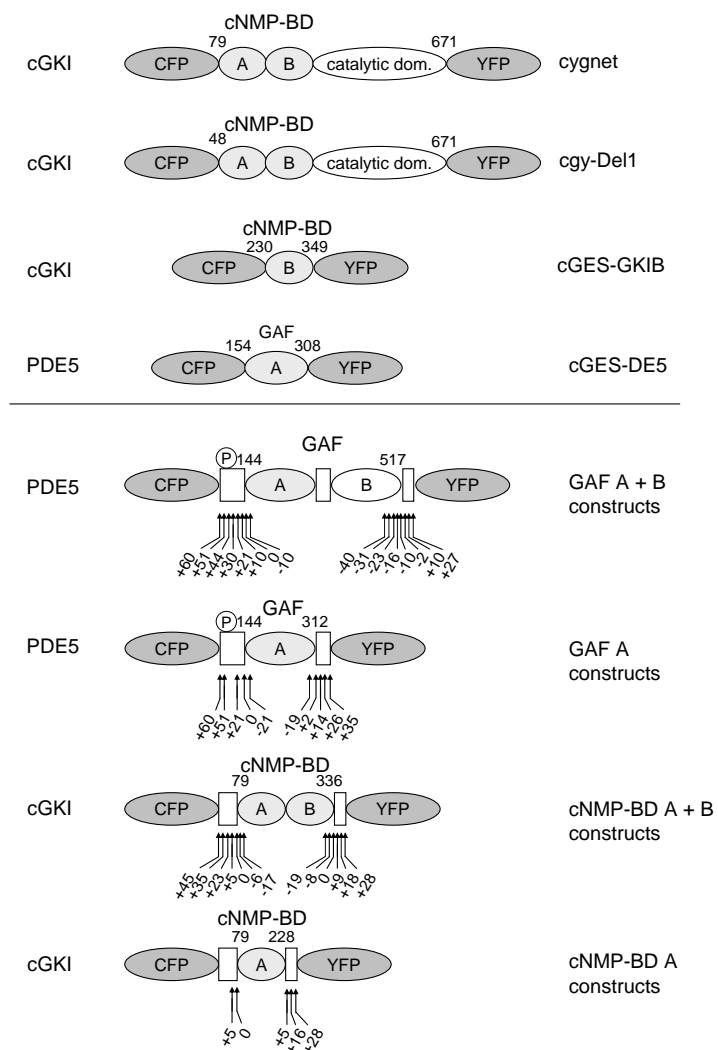 cNMP-BD
79 671
cGKI CFP A B catalytic dom. YFP cygnet
cNMP-BD
48 671
cGKI CFP A B catalytic dom. YFP cgy-Del1
cNMP-BD
230 349
cGKI CFP B YFP cGES-GKIB
GAF
154 308
PDE5 CFP A YFP cGES-DE5
GAF
P 144 517
PDE5 CFP A B YFP GAF A + B
constructs
+60 +51 +44 +30 +21 +10 0 -10 -40 -31 -23 -16 -10 -2 +10 +27
GAF
P 144 312
PDE5 CFP A YFP GAF A
constructs
+60 +51 +21 0 -21 -19 +2 +14 +26 +35
cNMP-BD
79 336
cGKI CFP A B YFP cNMP-BD A + B
constructs
+45 +35 +23 +5 0 -6 -17 -19 -8 0 +9 +18 +28
cNMP-BD
79 228
cGKI CFP A YFP cNMP-BD A
constructs
+5 0 +5 +16 +28